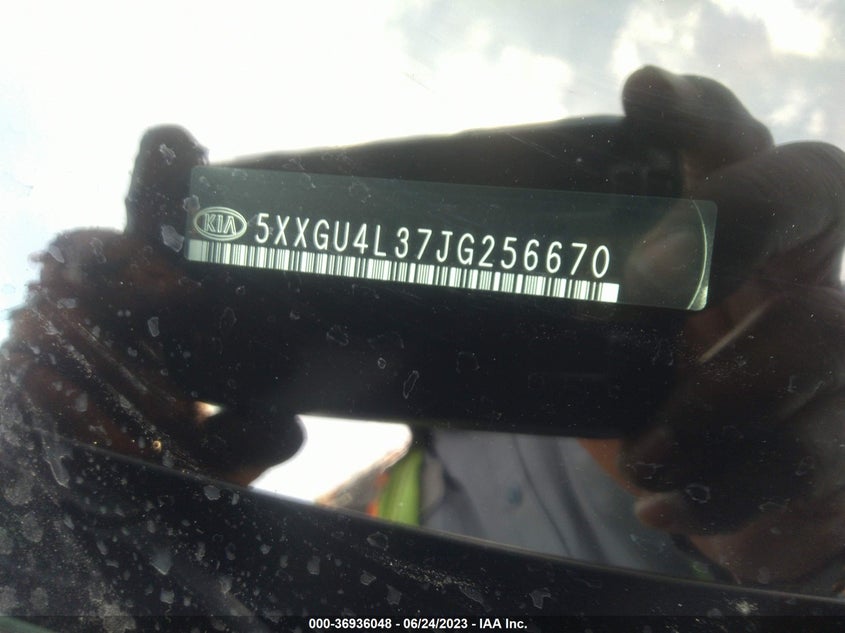 KIA 5XXGU4L37JG256670
000-36936048 - 06/24/2023 - IAA Inc.